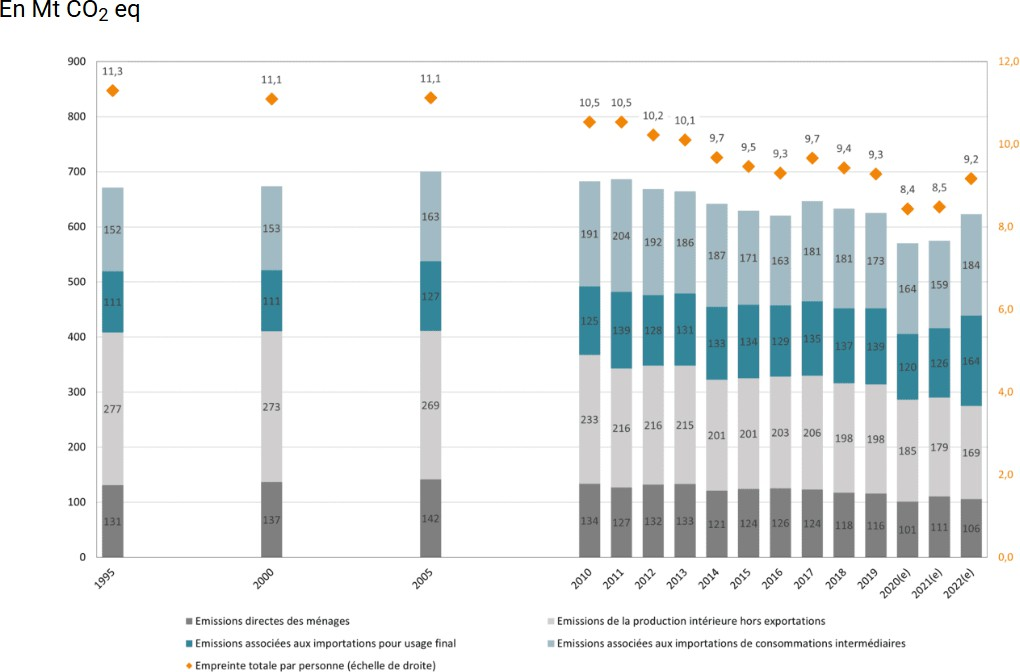 En Mt CO₂ eq
900 12,0
11,3 11,1 11,1
800 10,5 10,5 10,2 10,1 10,0
9,7 9,5 9,3 9,7 9,4 9,3 8,4 8,5 9,2
700
152 153 163 191 204 192 186 187 171 163 181 181 173 164 159 184
600 8,0
500
111 111 127 125 139 128 131 133 134 129 135 137 139 120 126 164
6,0
400
300 4,0
277 273 269 233 216 216 215 201 201 203 206 198 198 185 179 169
200 2,0
100
131 137 142 134 127 132 133 121 124 126 124 118 116 101 111 106
0 0,0
1995 2000 2005 2010 2011 2012 2013 2014 2015 2016 2017 2018 2019 2020(e) 2021(e) 2022(e)
Emissions directes des ménages Emissions de la production intérieure hors exportations
Emissions associées aux importations pour usage final Emissions associées aux importations de consommations intermédiaires
Empreinte totale par personne (échelle de droite)